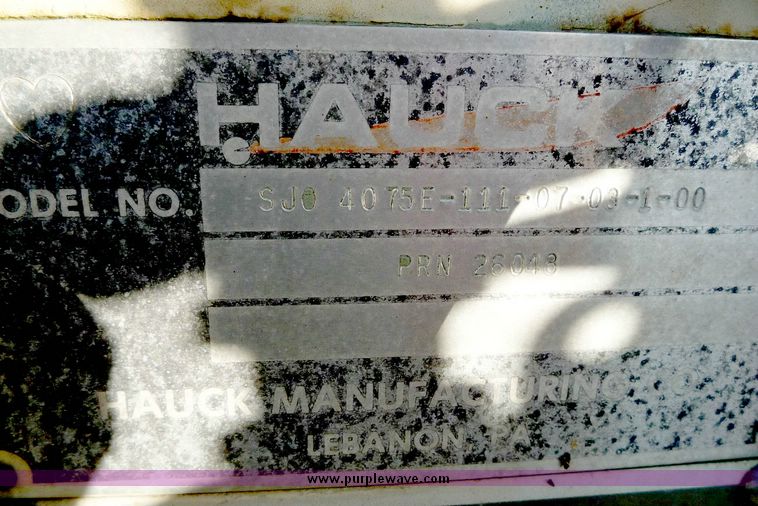 HAUCK
MODEL NO. SJO 4075E-111-07-03-1-00
PRN 26048
HAUCK MANUFACTURING CO.
LEBANON, PA.
www.purplewave.com